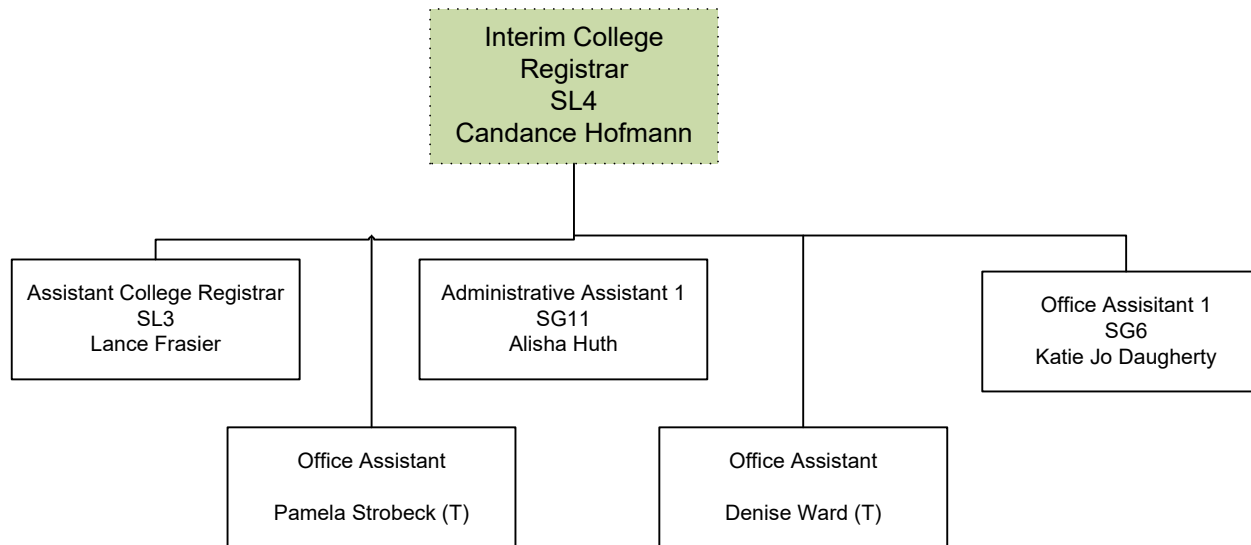 Interim College
Registrar
SL4
Candance Hofmann
Assistant College Registrar
SL3
Lance Frasier
Administrative Assistant 1
SG11
Alisha Huth
Office Assisitant 1
SG6
Katie Jo Daugherty
Office Assistant
Pamela Strobeck (T)
Office Assistant
Denise Ward (T)